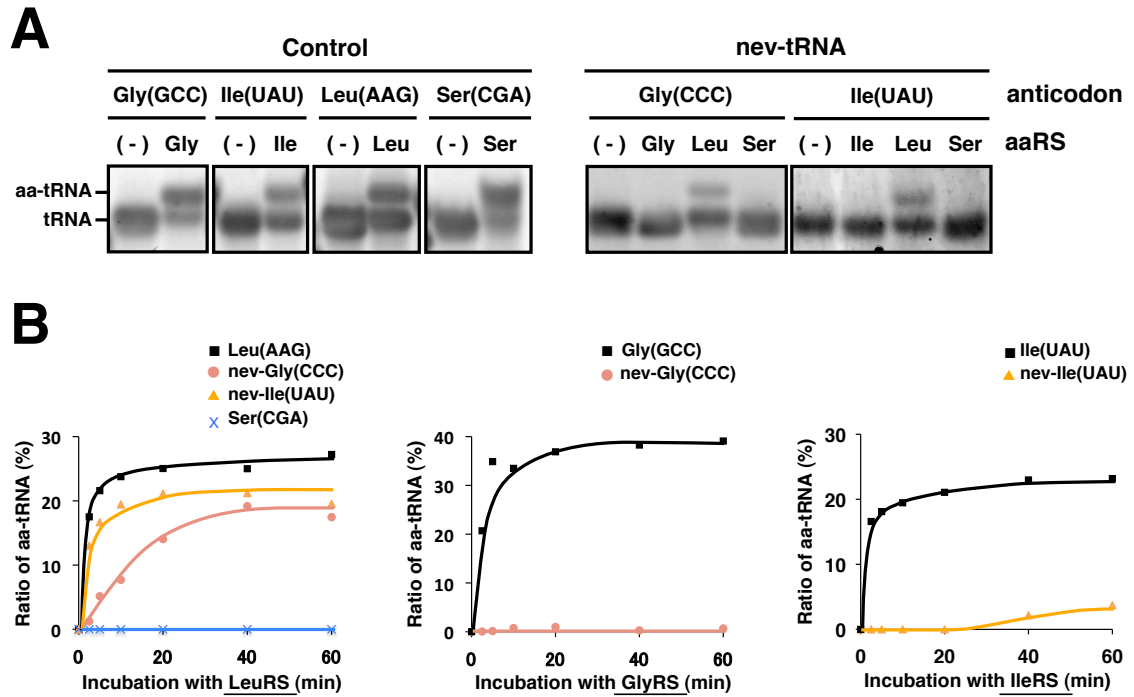 A
Control
nev-tRNA
Gly(GCC) Ile(UAU) Leu(AAG) Ser(CGA)
Gly(CCC) Ile(UAU) anticodon
(-) Gly (-) Ile (-) Leu (-) Ser
(-) Gly Leu Ser (-) Ile Leu Ser aaRS
aa-tRNA
tRNA
B
Leu(AAG)
nev-Gly(CCC)
nev-Ile(UAU)
Ser(CGA)
Ratio of aa-tRNA (%)
30
20
10
0
0 20 40 60
Incubation with LeuRS (min)
Gly(GCC)
nev-Gly(CCC)
Ratio of aa-tRNA (%)
40
30
20
10
0
0 20 40 60
Incubation with GlyRS (min)
Ile(UAU)
nev-Ile(UAU)
Ratio of aa-tRNA (%)
30
20
10
0
0 20 40 60
Incubation with IleRS (min)